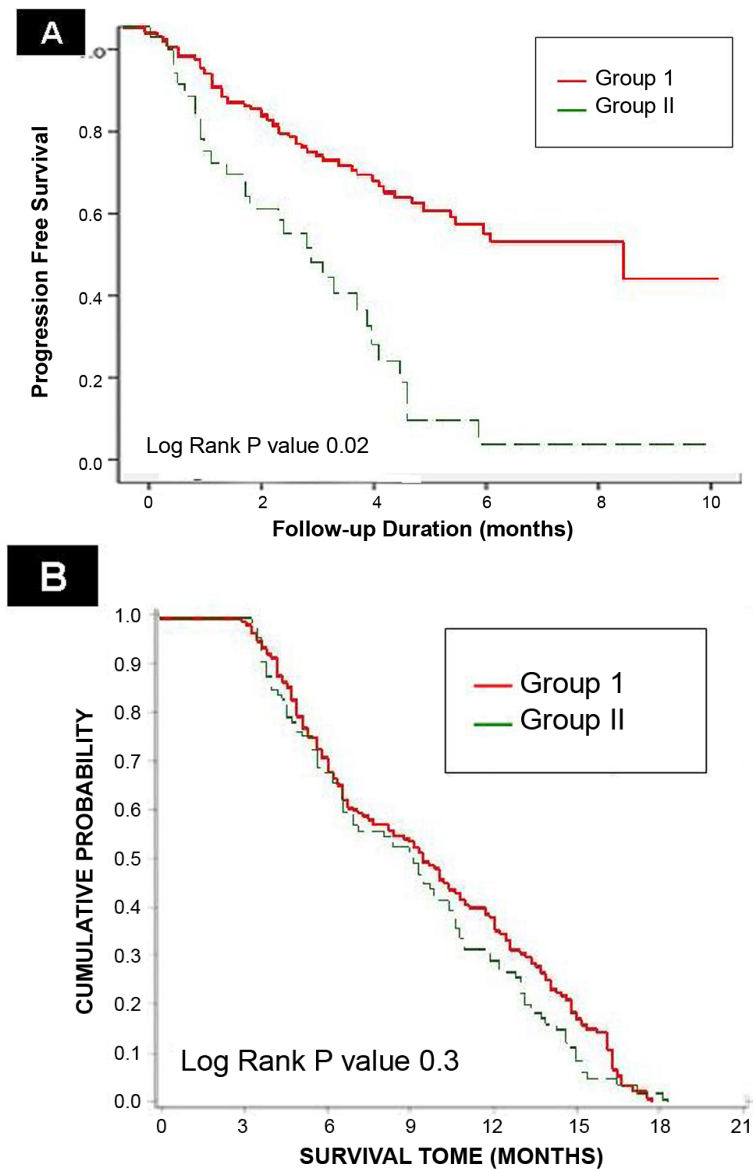 A
1.0
Group 1
Group II
0.8
0.6
0.4
0.2
0.0
Progression Free Survival
Log Rank P value 0.02
0 2 4 6 8 10
Follow-up Duration (months)
B
1.0
0.9
0.8
0.7
0.6
0.5
0.4
0.3
0.2
0.1
0.0
CUMULATIVE PROBABILITY
Group 1
Group II
Log Rank P value 0.3
0 3 6 9 12 15 18 21
SURVIVAL TOME (MONTHS)